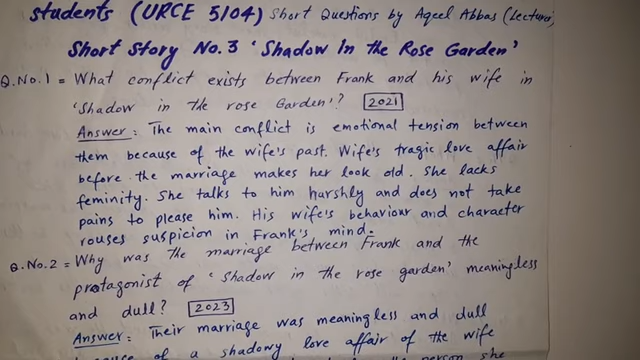 students (URCE 5104) Short Questions by Aqeel Abbas (Lecturer)
Short Story No.3 'Shadow in the Rose Garden'
Q.No.1 = What conflict exists between Frank and his wife in
'Shadow in the rose Garden'? 2021
Answer: The main conflict is emotional tension between
them because of the wife's past. Wife's tragic love affair
before the marriage makes her look old. She lacks
feminity. She talks to him harshly and does not take
pains to please him. His wife's behaviour and character
rouses suspicion in Frank's mind.
Q.No.2 = Why was the marriage between Frank and the
protagonist of 'Shadow in the rose garden' meaningless
and dull? 2023
Answer: Their marriage was meaningless and dull
because of a shadowy love affair of the wife
person she